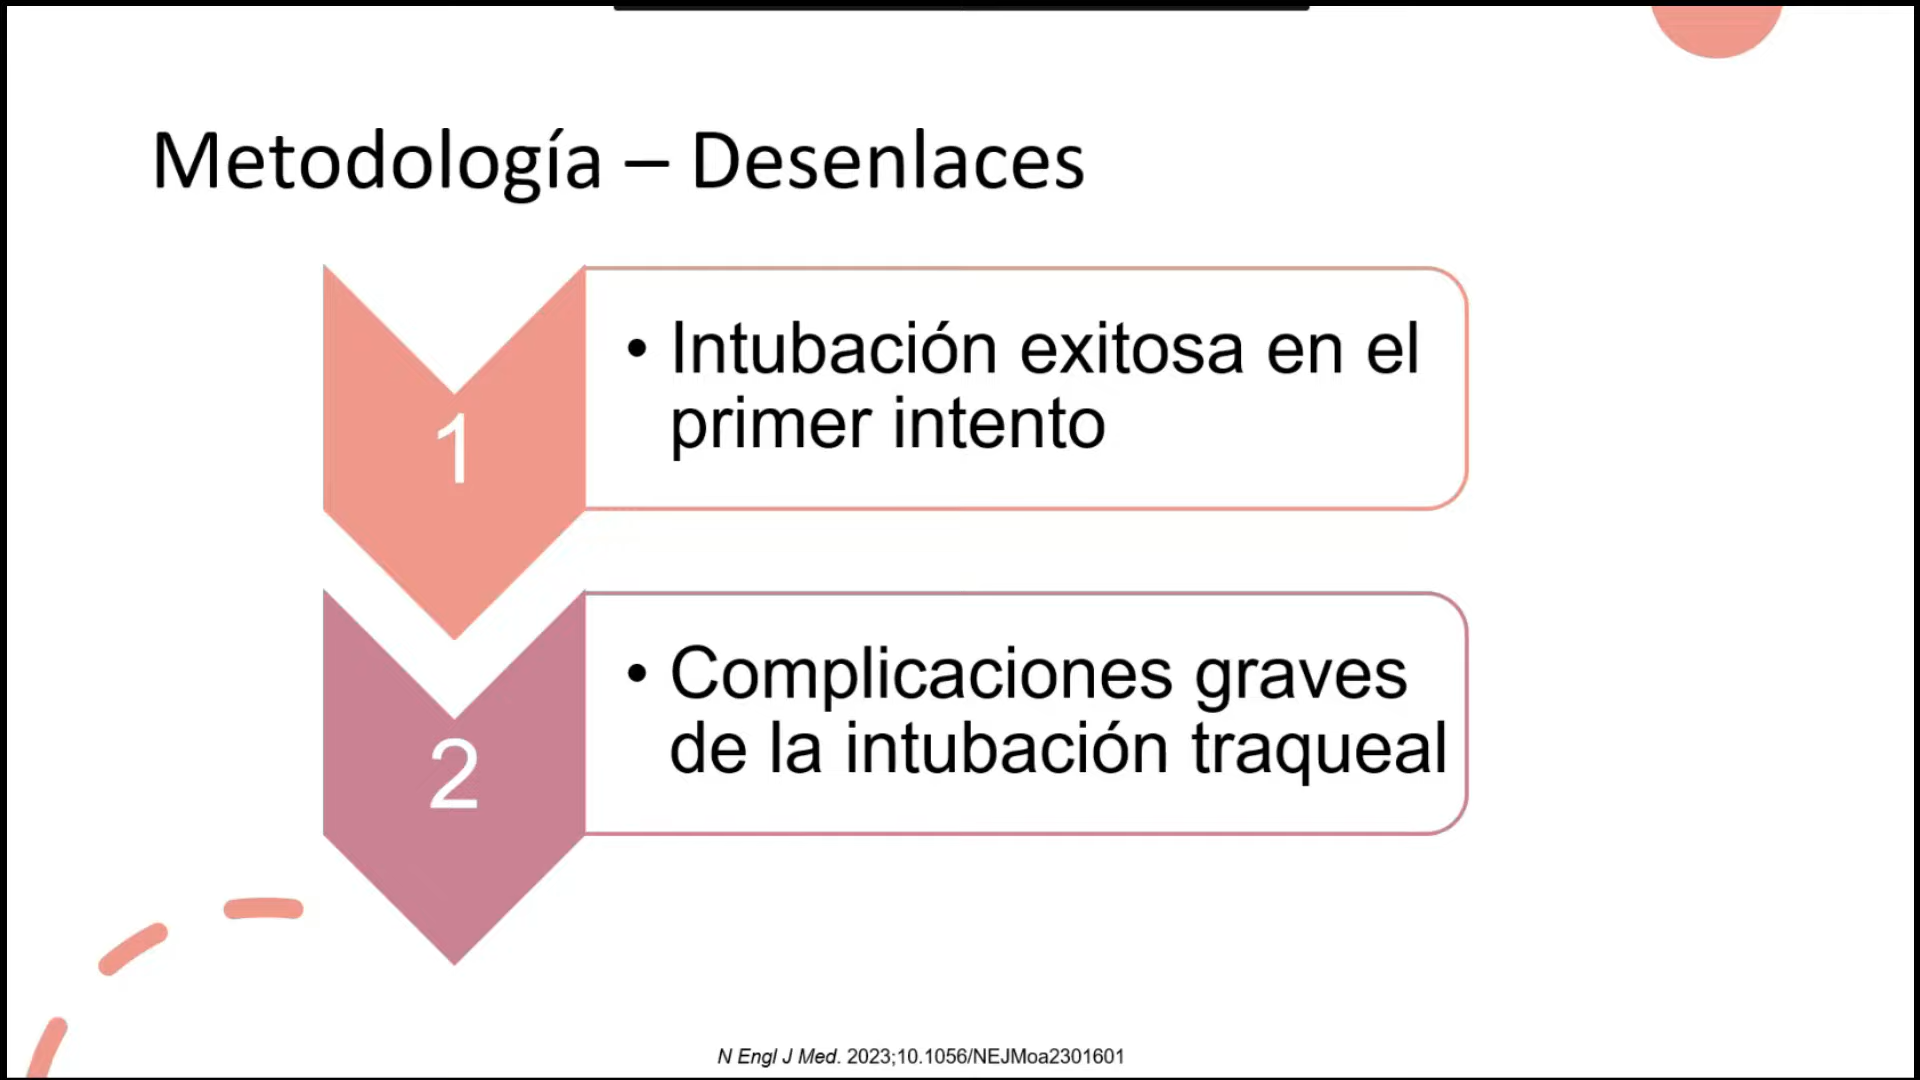 Metodología – Desenlaces
1
• Intubación exitosa en el
primer intento
2
• Complicaciones graves
de la intubación traqueal
N Engl J Med. 2023;10.1056/NEJMoa2301601